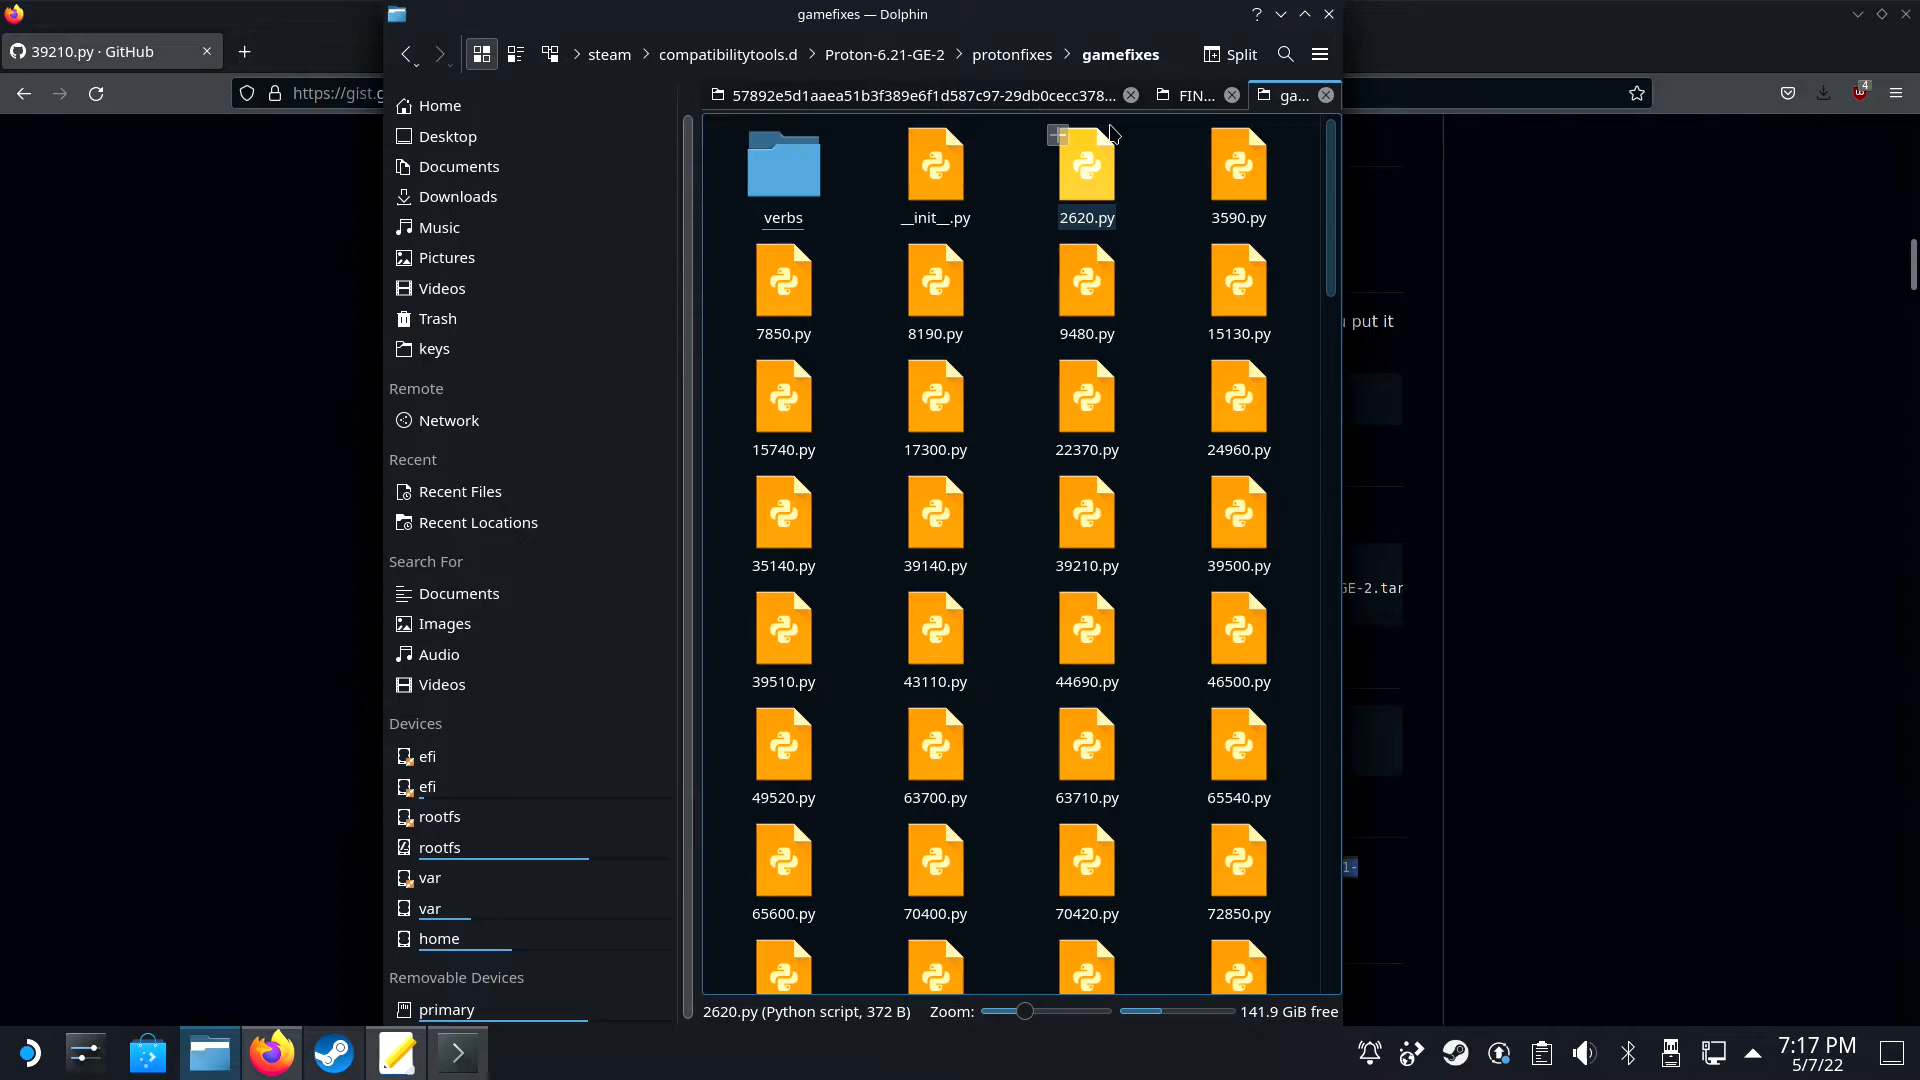 gamefixes — Dolphin
39210.py · GitHub
steam
compatibilitytools.d
Proton-6.21-GE-2
protonfixes
gamefixes
Split
https://gist.g
57892e5d1aaea51b3f389e6f1d587c97-29db0cecc378...
FIN...
ga...
4
Home
Desktop
Documents
Downloads
Music
Pictures
Videos
Trash
keys
Remote
Network
Recent
Recent Files
Recent Locations
Search For
Documents
Images
Audio
Videos
Devices
efi
efi
rootfs
rootfs
var
var
home
Removable Devices
primary
verbs
__init__.py
2620.py
3590.py
7850.py
8190.py
9480.py
15130.py
15740.py
17300.py
22370.py
24960.py
35140.py
39140.py
39210.py
39500.py
39510.py
43110.py
44690.py
46500.py
49520.py
63700.py
63710.py
65540.py
65600.py
70400.py
70420.py
72850.py
put it
GE-2.tar
l-
2620.py (Python script, 372 B)
Zoom:
141.9 GiB free
7:17 PM
5/7/22